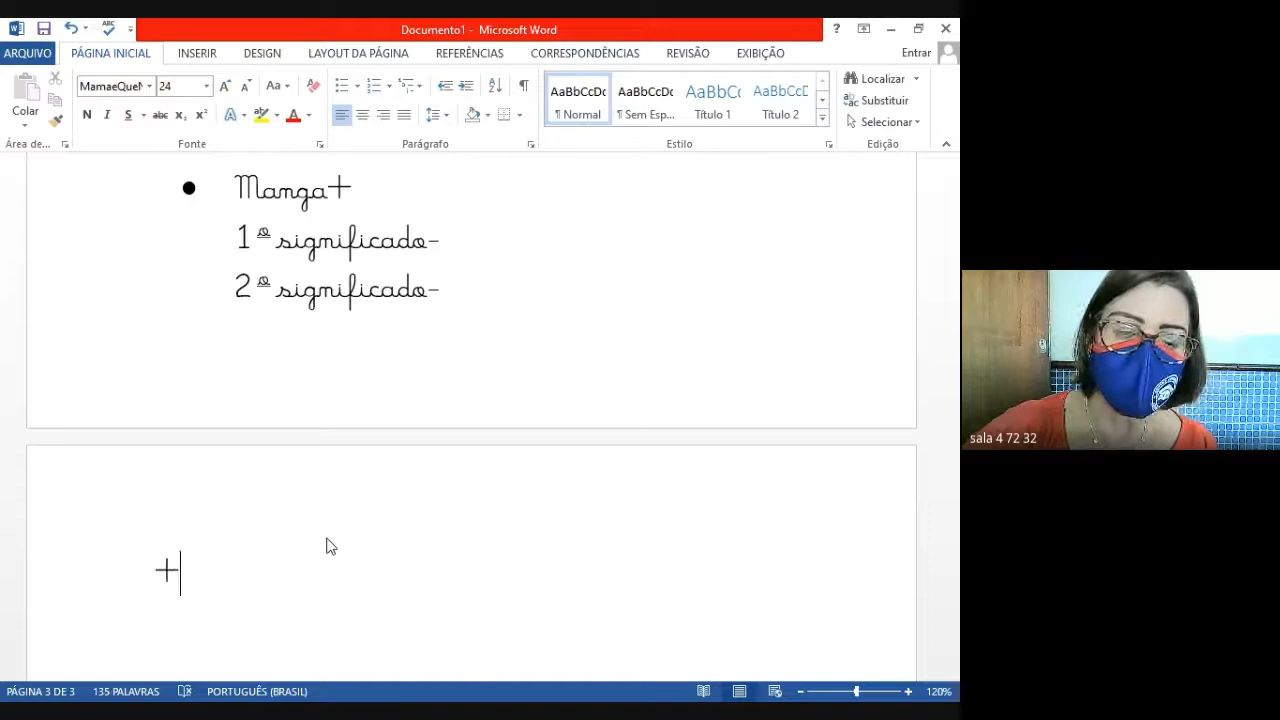 Documento1 - Microsoft Word
ARQUIVO PÁGINA INICIAL INSERIR DESIGN LAYOUT DA PÁGINA REFERÊNCIAS CORRESPONDÊNCIAS REVISÃO EXIBIÇÃO Entrar
Colar
MamaeQueN 24
AaBbCcDc AaBbCcDc AaBbC AaBbCcD
¶ Normal ¶ Sem Esp... Título 1 Título 2
Localizar
Substituir
Selecionar
Área de... Fonte Parágrafo Estilo Edição
Manga+
1º significado-
2º significado-
+
sala 4 72 32
PÁGINA 3 DE 3 135 PALAVRAS PORTUGUÊS (BRASIL) 120%